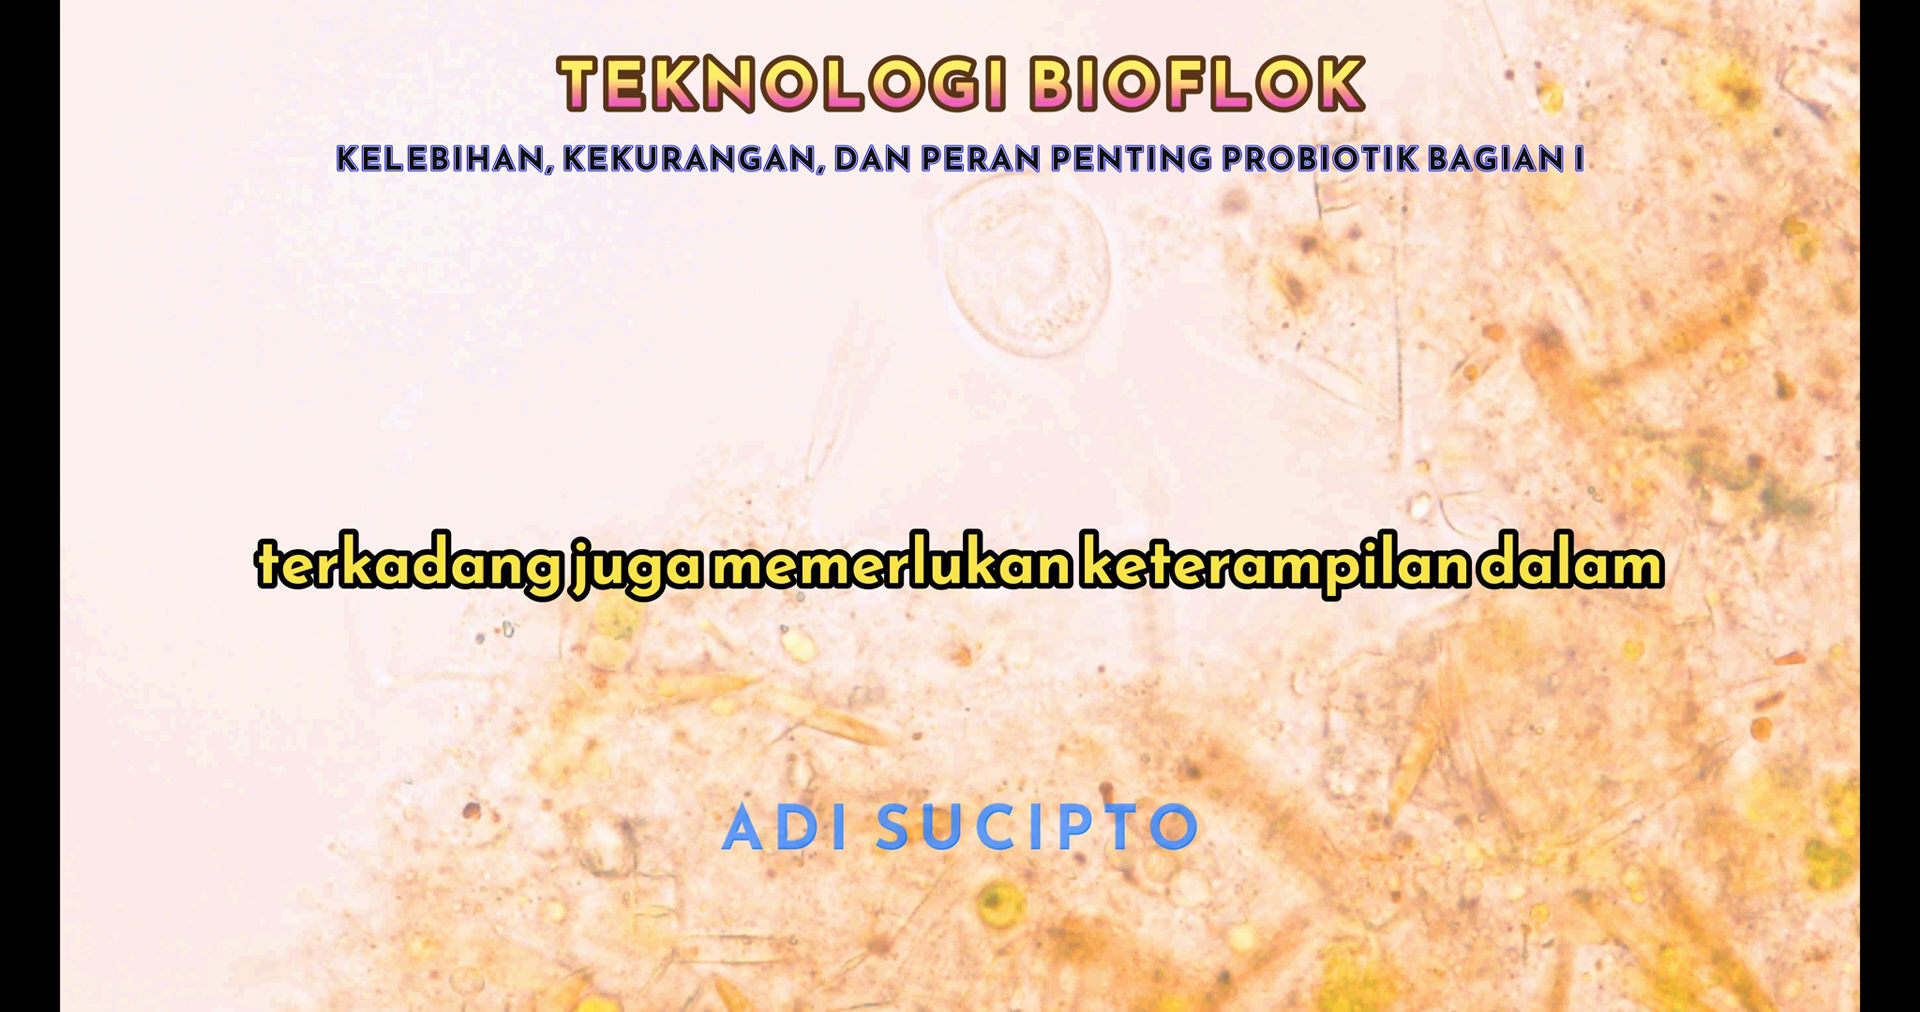 TEKNOLOGI BIOFLOK
KELEBIHAN, KEKURANGAN, DAN PERAN PENTING PROBIOTIK BAGIAN I
terkadang juga memerlukan keterampilan dalam
ADI SUCIPTO